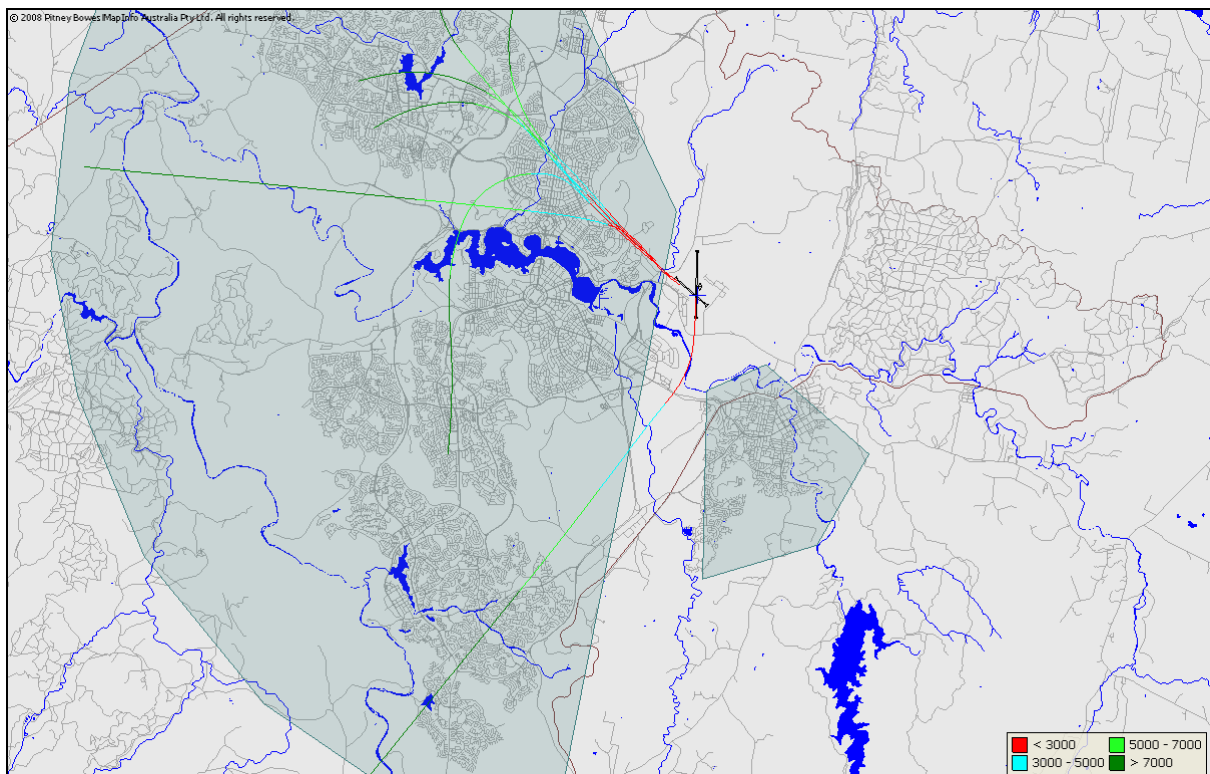 © 2008 Pitney Bowes MapInfo Australia Pty Ltd. All rights reserved.
< 3000 5000 - 7000
3000 - 5000 > 7000